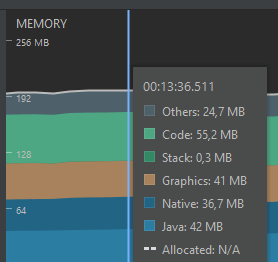 MEMORY
256 MB
00:13:36.511
192
Others: 24,7 MB
Code: 55,2 MB
Stack: 0,3 MB
128
Graphics: 41 MB
Native: 36,7 MB
64
Java: 42 MB
Allocated: N/A